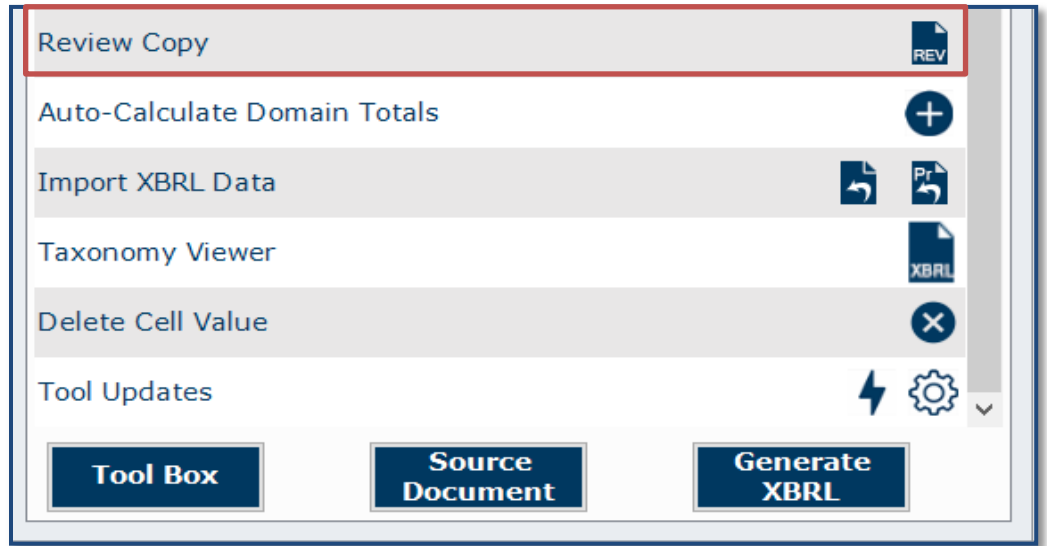 Review Copy
REV
Auto-Calculate Domain Totals
Import XBRL Data
Pr
Taxonomy Viewer
XBRL
Delete Cell Value
Tool Updates
Tool Box
Source
Document
Generate
XBRL